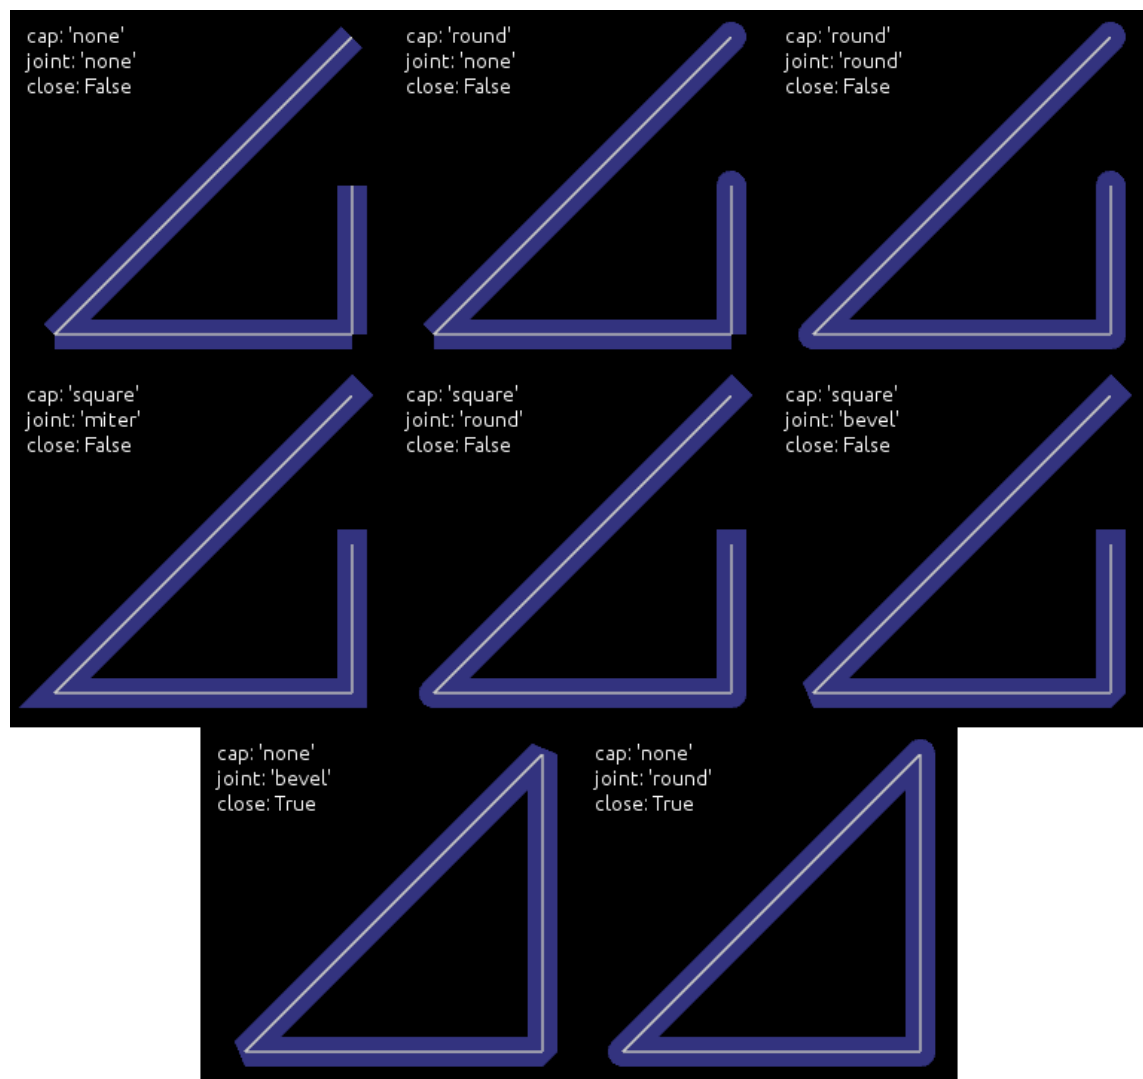 cap: 'none'
joint: 'none'
close: False
cap: 'round'
joint: 'none'
close: False
cap: 'round'
joint: 'round'
close: False
cap: 'square'
joint: 'miter'
close: False
cap: 'square'
joint: 'round'
close: False
cap: 'square'
joint: 'bevel'
close: False
cap: 'none'
joint: 'bevel'
close: True
cap: 'none'
joint: 'round'
close: True